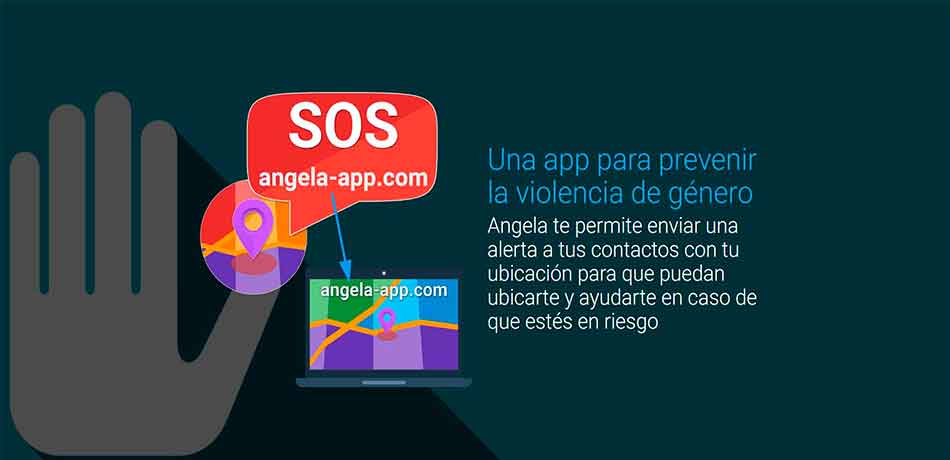 SOS
angela-app.com
angela-app.com
Una app para prevenir
la violencia de género
Angela te permite enviar una
alerta a tus contactos con tu
ubicación para que puedan
ubicarte y ayudarte en caso de
que estés en riesgo